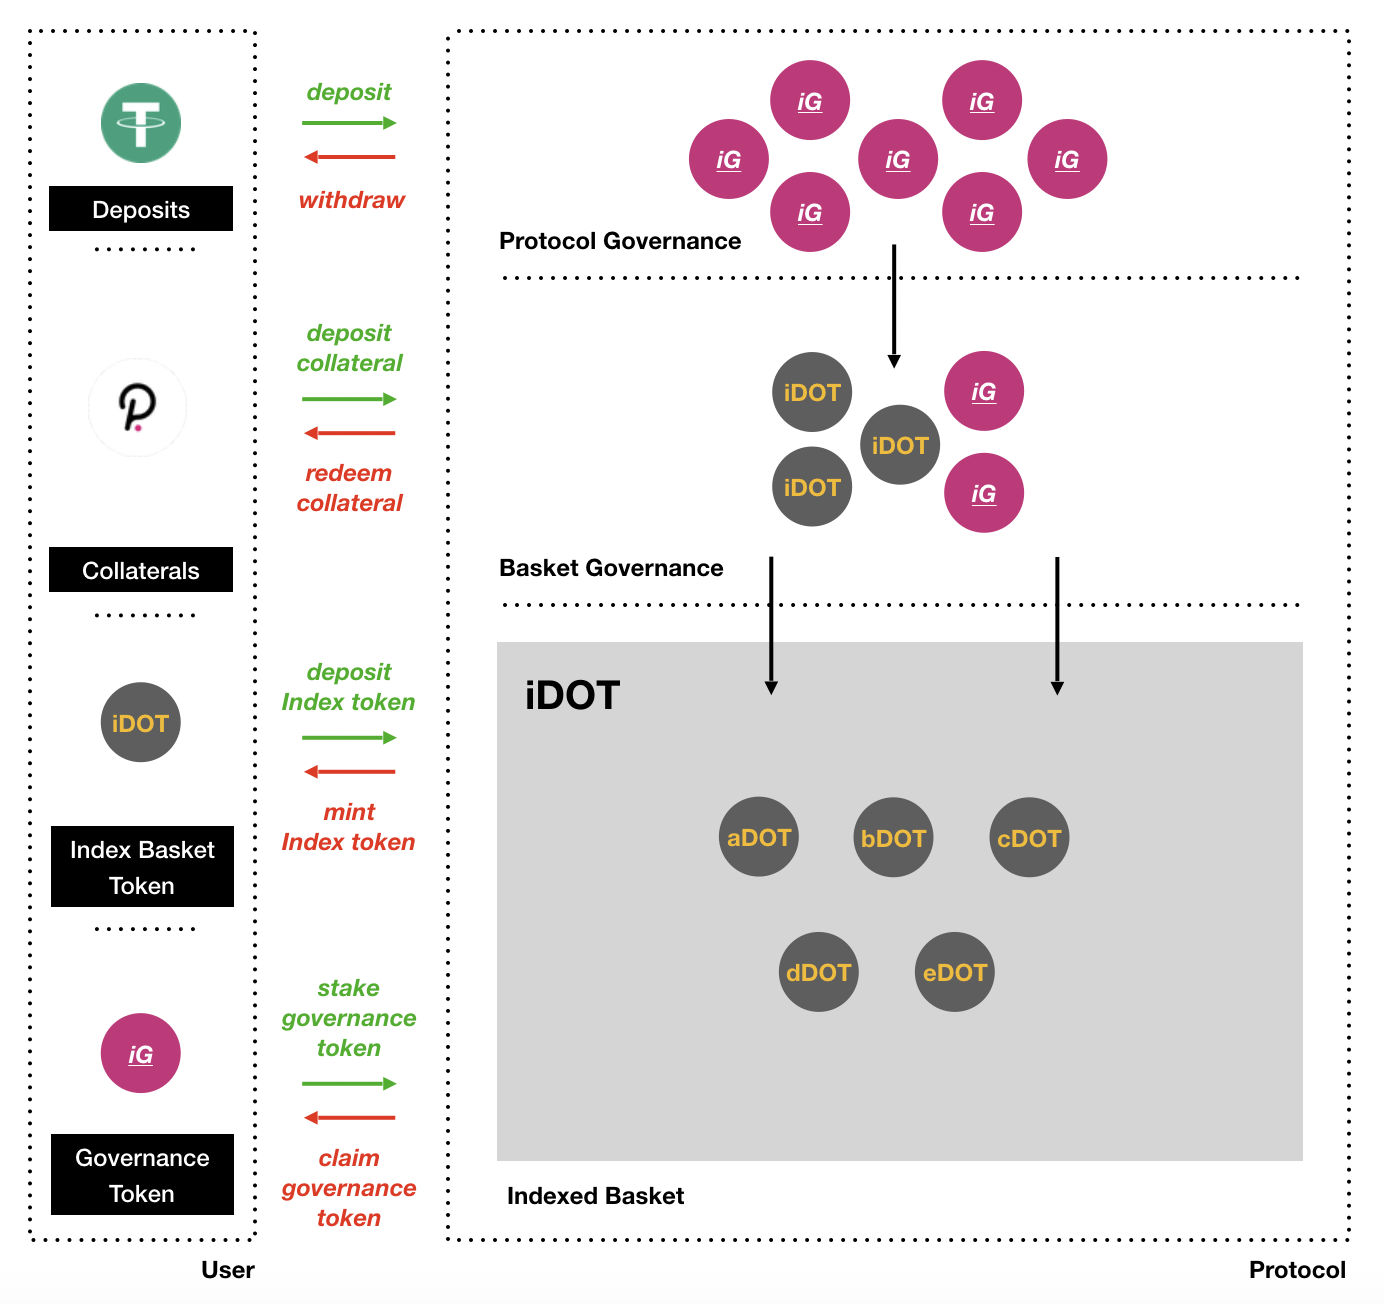 Deposits
Collaterals
iDOT
Index Basket
Token
iG
Governance
Token
User
deposit
withdraw
deposit
collateral
redeem
collateral
deposit
Index token
mint
Index token
stake
governance
token
claim
governance
token
iG
iG
iG
iG
iG
iG
iG
Protocol Governance
iDOT
iG
iDOT
iDOT
iG
Basket Governance
iDOT
aDOT
bDOT
cDOT
dDOT
eDOT
Indexed Basket
Protocol